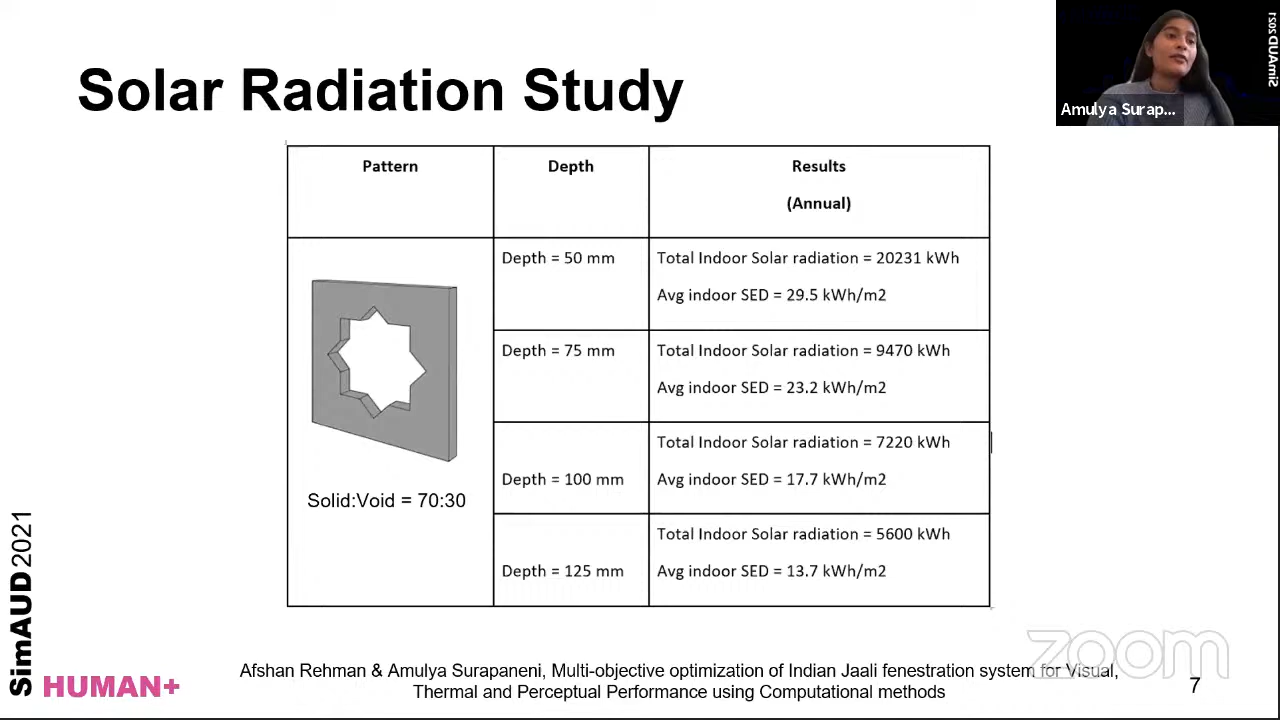 Solar Radiation Study
SimAUD 2021
Amulya Surap...
Pattern
Depth
Results
(Annual)
Solid:Void = 70:30
Depth = 50 mm
Total Indoor Solar radiation = 20231 kWh
Avg indoor SED = 29.5 kWh/m2
Depth = 75 mm
Total Indoor Solar radiation = 9470 kWh
Avg indoor SED = 23.2 kWh/m2
Depth = 100 mm
Total Indoor Solar radiation = 7220 kWh
Avg indoor SED = 17.7 kWh/m2
Depth = 125 mm
Total Indoor Solar radiation = 5600 kWh
Avg indoor SED = 13.7 kWh/m2
SimAUD2021
HUMAN+
Afshan Rehman & Amulya Surapaneni, Multi-objective optimization of Indian Jaali fenestration system for Visual,
Thermal and Perceptual Performance using Computational methods
zoom
7